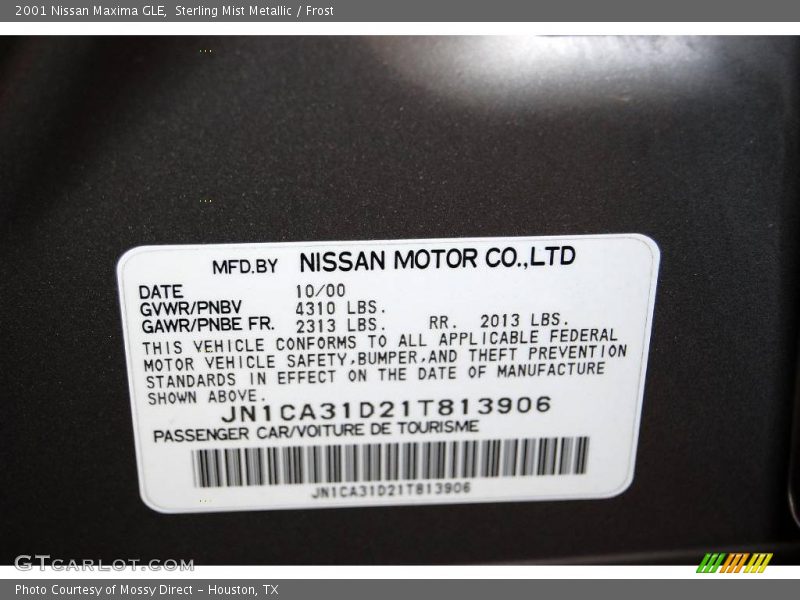 2001 Nissan Maxima GLE, Sterling Mist Metallic / Frost
MFD.BY NISSAN MOTOR CO.,LTD
DATE 10/00
GVWR/PNBV 4310 LBS.
GAWR/PNBE FR. 2313 LBS. RR. 2013 LBS.
THIS VEHICLE CONFORMS TO ALL APPLICABLE FEDERAL
MOTOR VEHICLE SAFETY,BUMPER,AND THEFT PREVENTION
STANDARDS IN EFFECT ON THE DATE OF MANUFACTURE
SHOWN ABOVE.
JN1CA31D21T813906
PASSENGER CAR/VOITURE DE TOURISME
JN1CA31D21T813906
GTCARLOT.COM
Photo Courtesy of Mossy Direct – Houston, TX